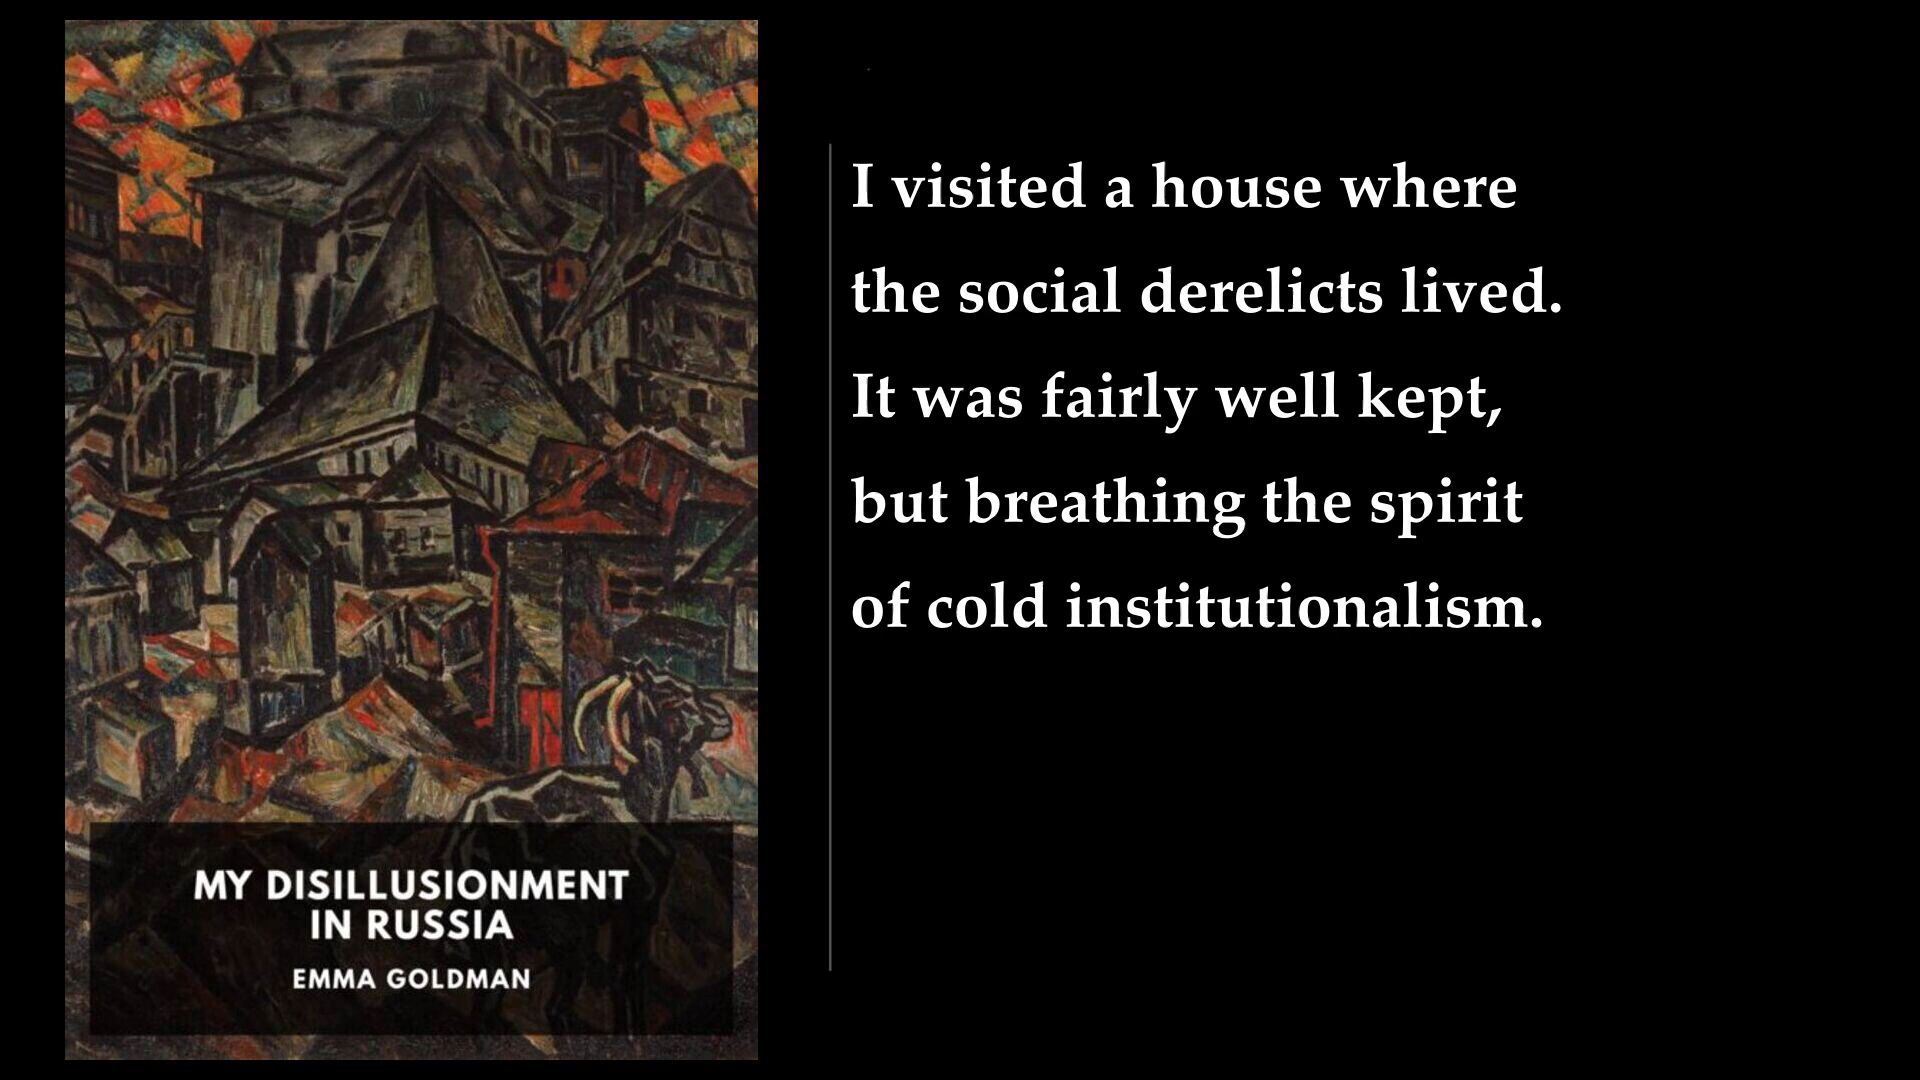 I visited a house where
the social derelicts lived.
It was fairly well kept,
but breathing the spirit
of cold institutionalism.
MY DISILLUSIONMENT
IN RUSSIA
EMMA GOLDMAN